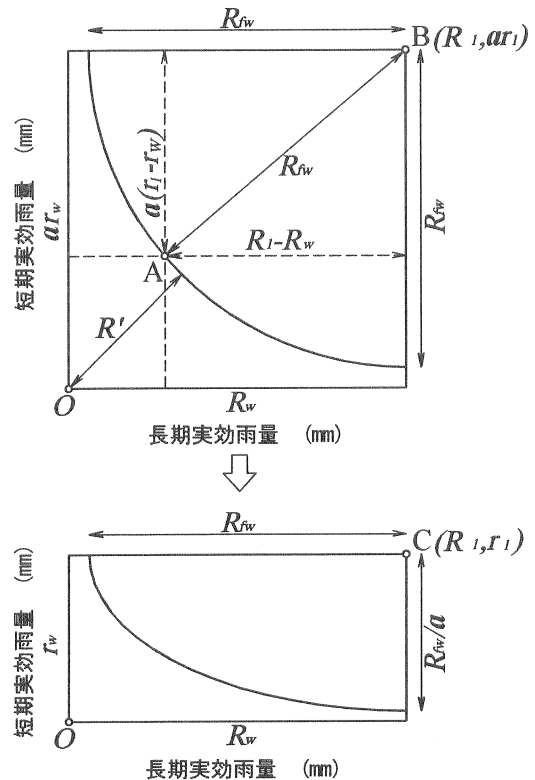 R_fw
B(R_1,ar_1)
短期実効雨量 (mm)
ar_w
a(r_1-r_w)
R_fw
R_fw
R_1-R_w
A
R'
O
R_w
長期実効雨量 (mm)
R_fw
C(R_1,r_1)
短期実効雨量 (mm)
r_w
R_fw/a
O
R_w
長期実効雨量 (mm)